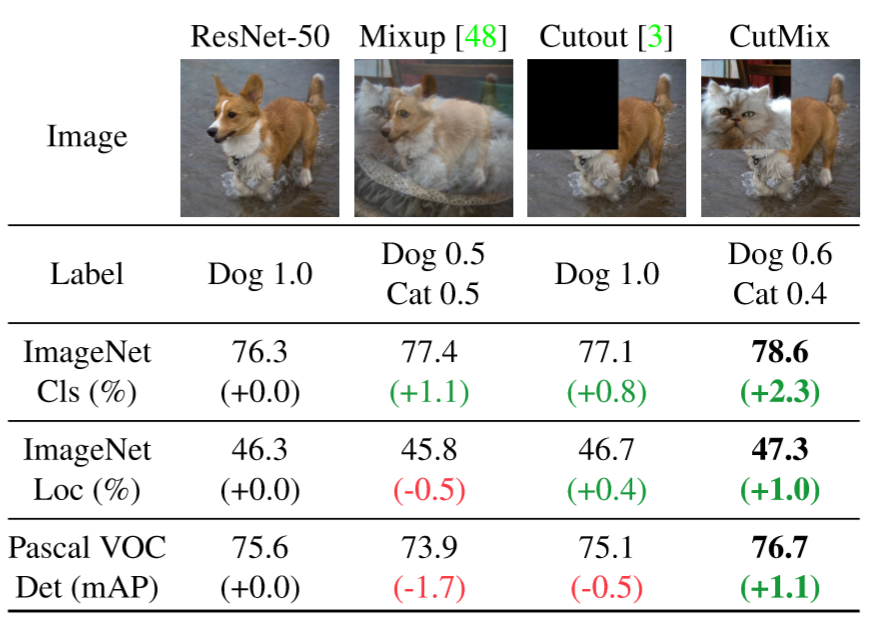 ResNet-50 Mixup [48] Cutout [3] CutMix
Image
Label Dog 1.0 Dog 0.5 Cat 0.5 Dog 1.0 Dog 0.6 Cat 0.4
ImageNet 76.3 77.4 77.1 78.6
Cls (%) (+0.0) (+1.1) (+0.8) (+2.3)
ImageNet 46.3 45.8 46.7 47.3
Loc (%) (+0.0) (-0.5) (+0.4) (+1.0)
Pascal VOC 75.6 73.9 75.1 76.7
Det (mAP) (+0.0) (-1.7) (-0.5) (+1.1)